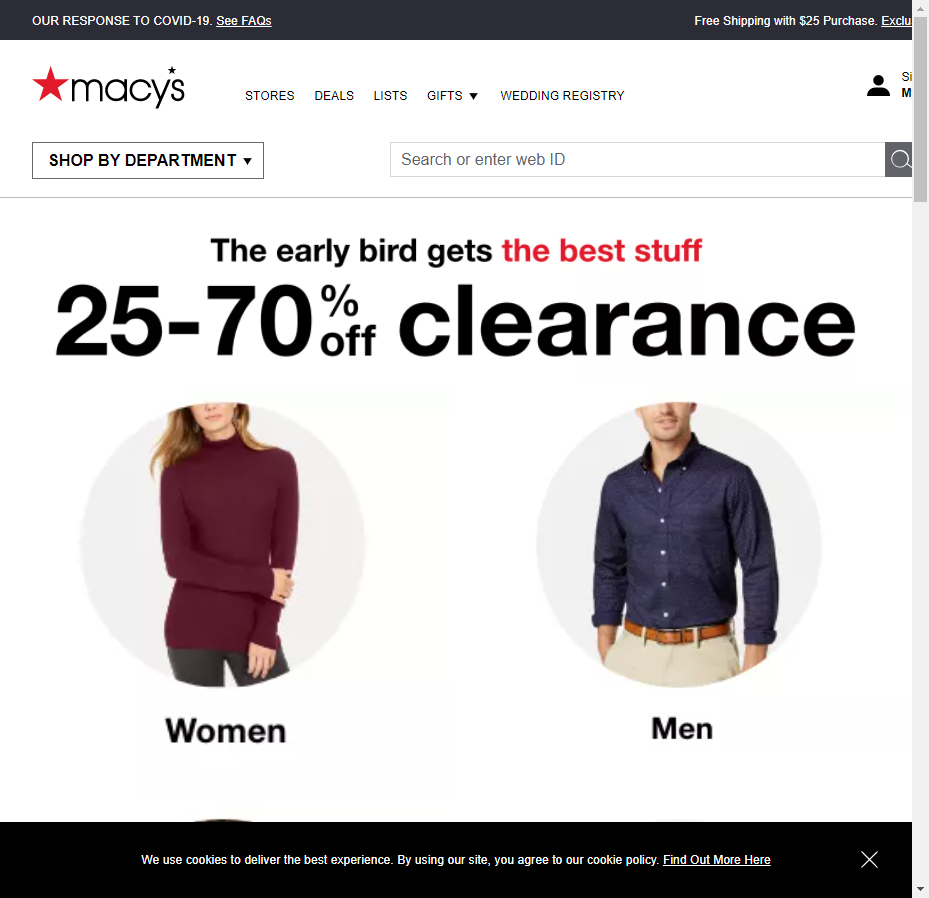 OUR RESPONSE TO COVID-19. See FAQs
Free Shipping with $25 Purchase.
macy's
STORES DEALS LISTS GIFTS WEDDING REGISTRY
SHOP BY DEPARTMENT
Search or enter web ID
The early bird gets the best stuff
25-70% off clearance
Women
Men
We use cookies to deliver the best experience. By using our site, you agree to our cookie policy. Find Out More Here